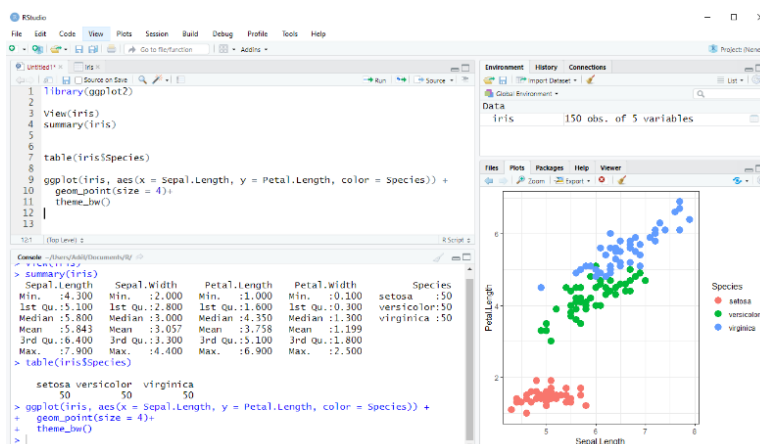 RStudio
File Edit Code View Plots Session Build Debug Profile Tools Help
Go to file/function Addins Project: (None
Untitled1* Iris
Source on Save Run Source
1 library(ggplot2)
2
3 View(iris)
4 summary(iris)
5
6
7 table(iris$Species)
8
9 ggplot(iris, aes(x = Sepal.Length, y = Petal.Length, color = Species)) +
10 geom_point(size = 4)+
11 theme_bw()
12
13
12:1 (Top Level) R Script
Console ~/Users/Adili/Documents/R/
> View(iris)
> summary(iris)
Sepal.Length Sepal.Width Petal.Length Petal.Width Species
Min. :4.300 Min. :2.000 Min. :1.000 Min. :0.100 setosa :50
1st Qu.:5.100 1st Qu.:2.800 1st Qu.:1.600 1st Qu.:0.300 versicolor:50
Median :5.800 Median :3.000 Median :4.350 Median :1.300 virginica :50
Mean :5.843 Mean :3.057 Mean :3.758 Mean :1.199
3rd Qu.:6.400 3rd Qu.:3.300 3rd Qu.:5.100 3rd Qu.:1.800
Max. :7.900 Max. :4.400 Max. :6.900 Max. :2.500
> table(iris$Species)
setosa versicolor virginica
50 50 50
> ggplot(iris, aes(x = Sepal.Length, y = Petal.Length, color = Species)) +
+ geom_point(size = 4)+
+ theme_bw()
>
Environment History Connections
Import Dataset List
Global Environment
Data
iris 150 obs. of 5 variables
Files Plots Packages Help Viewer
Zoom Export
6
4
2
Petal.Length
5 6 7 8
Sepal.Length
Species
setosa
versicolor
virginica